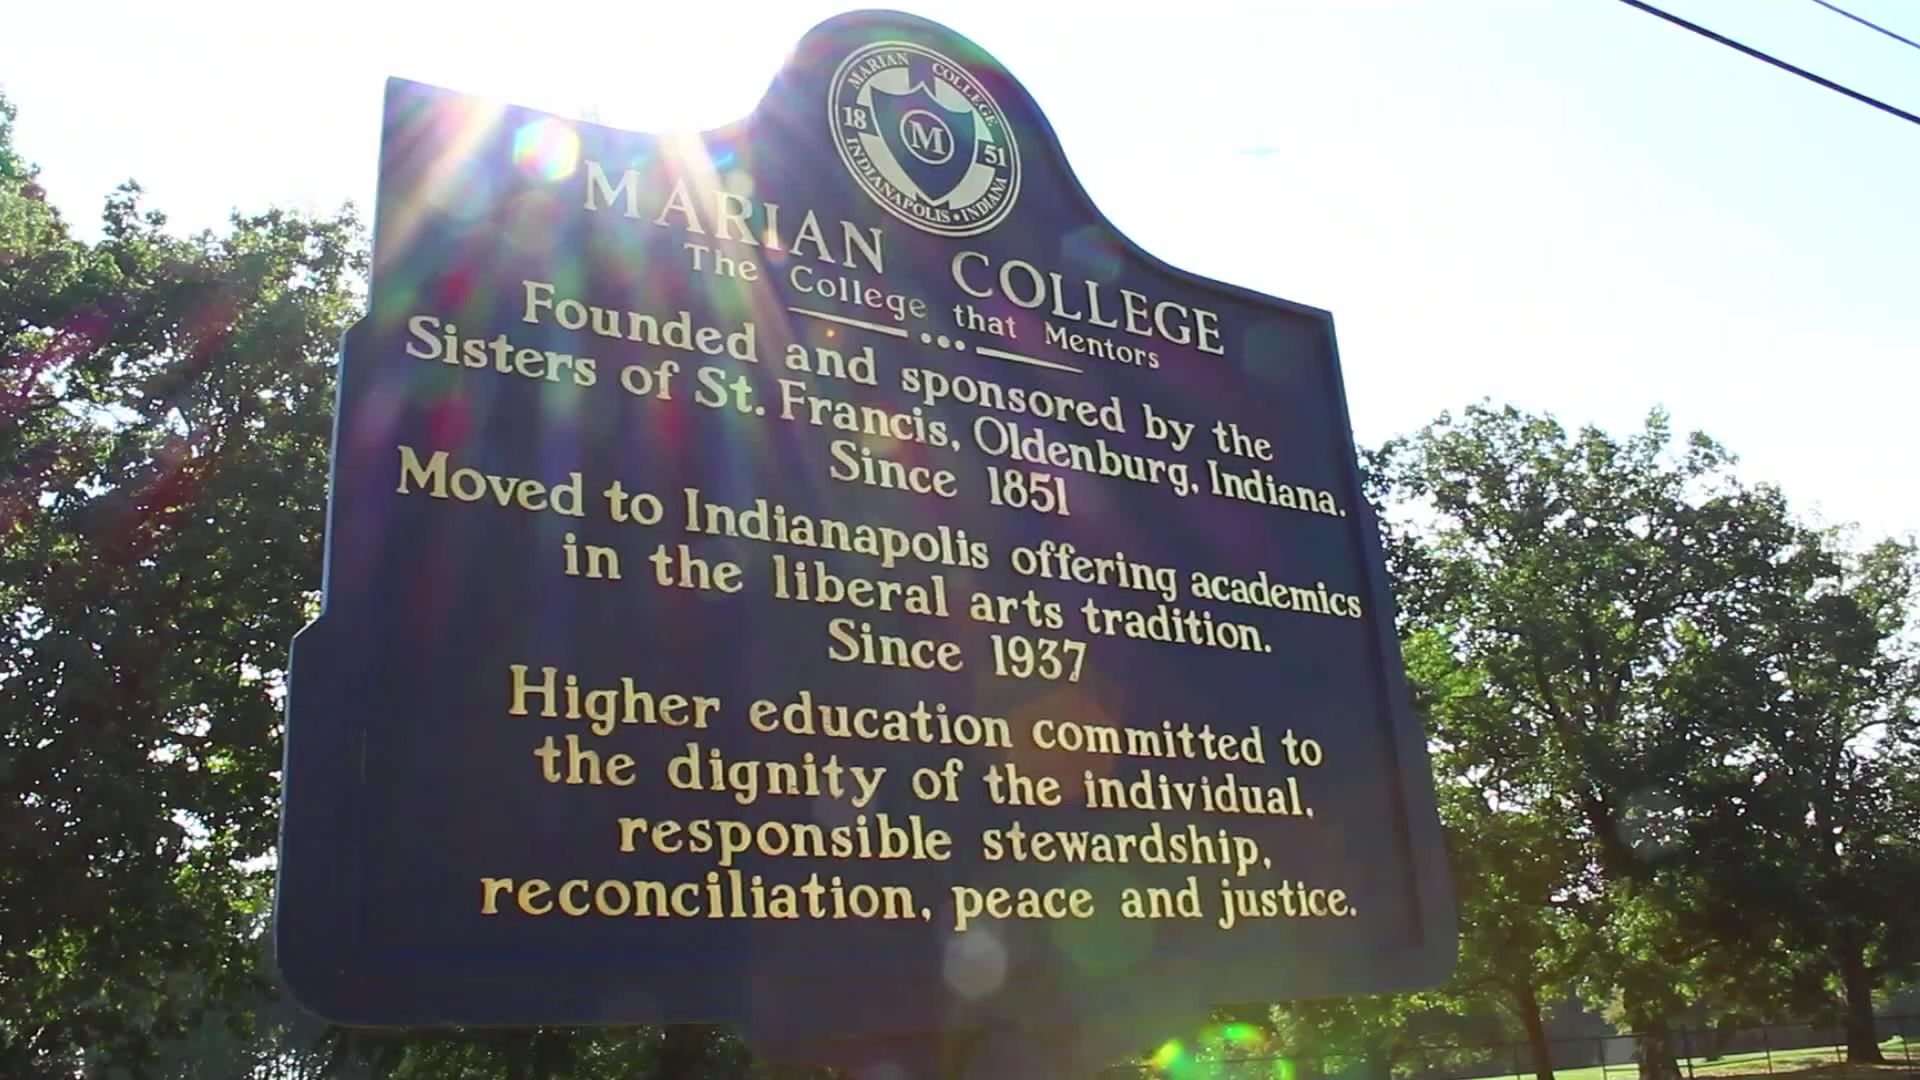 MARIAN COLLEGE
18 51
M
INDIANAPOLIS • INDIANA
MARIAN COLLEGE
The College that Mentors
Founded and sponsored by the
Sisters of St. Francis, Oldenburg, Indiana.
Since 1851
Moved to Indianapolis offering academics
in the liberal arts tradition.
Since 1937
Higher education committed to
the dignity of the individual,
responsible stewardship,
reconciliation, peace and justice.